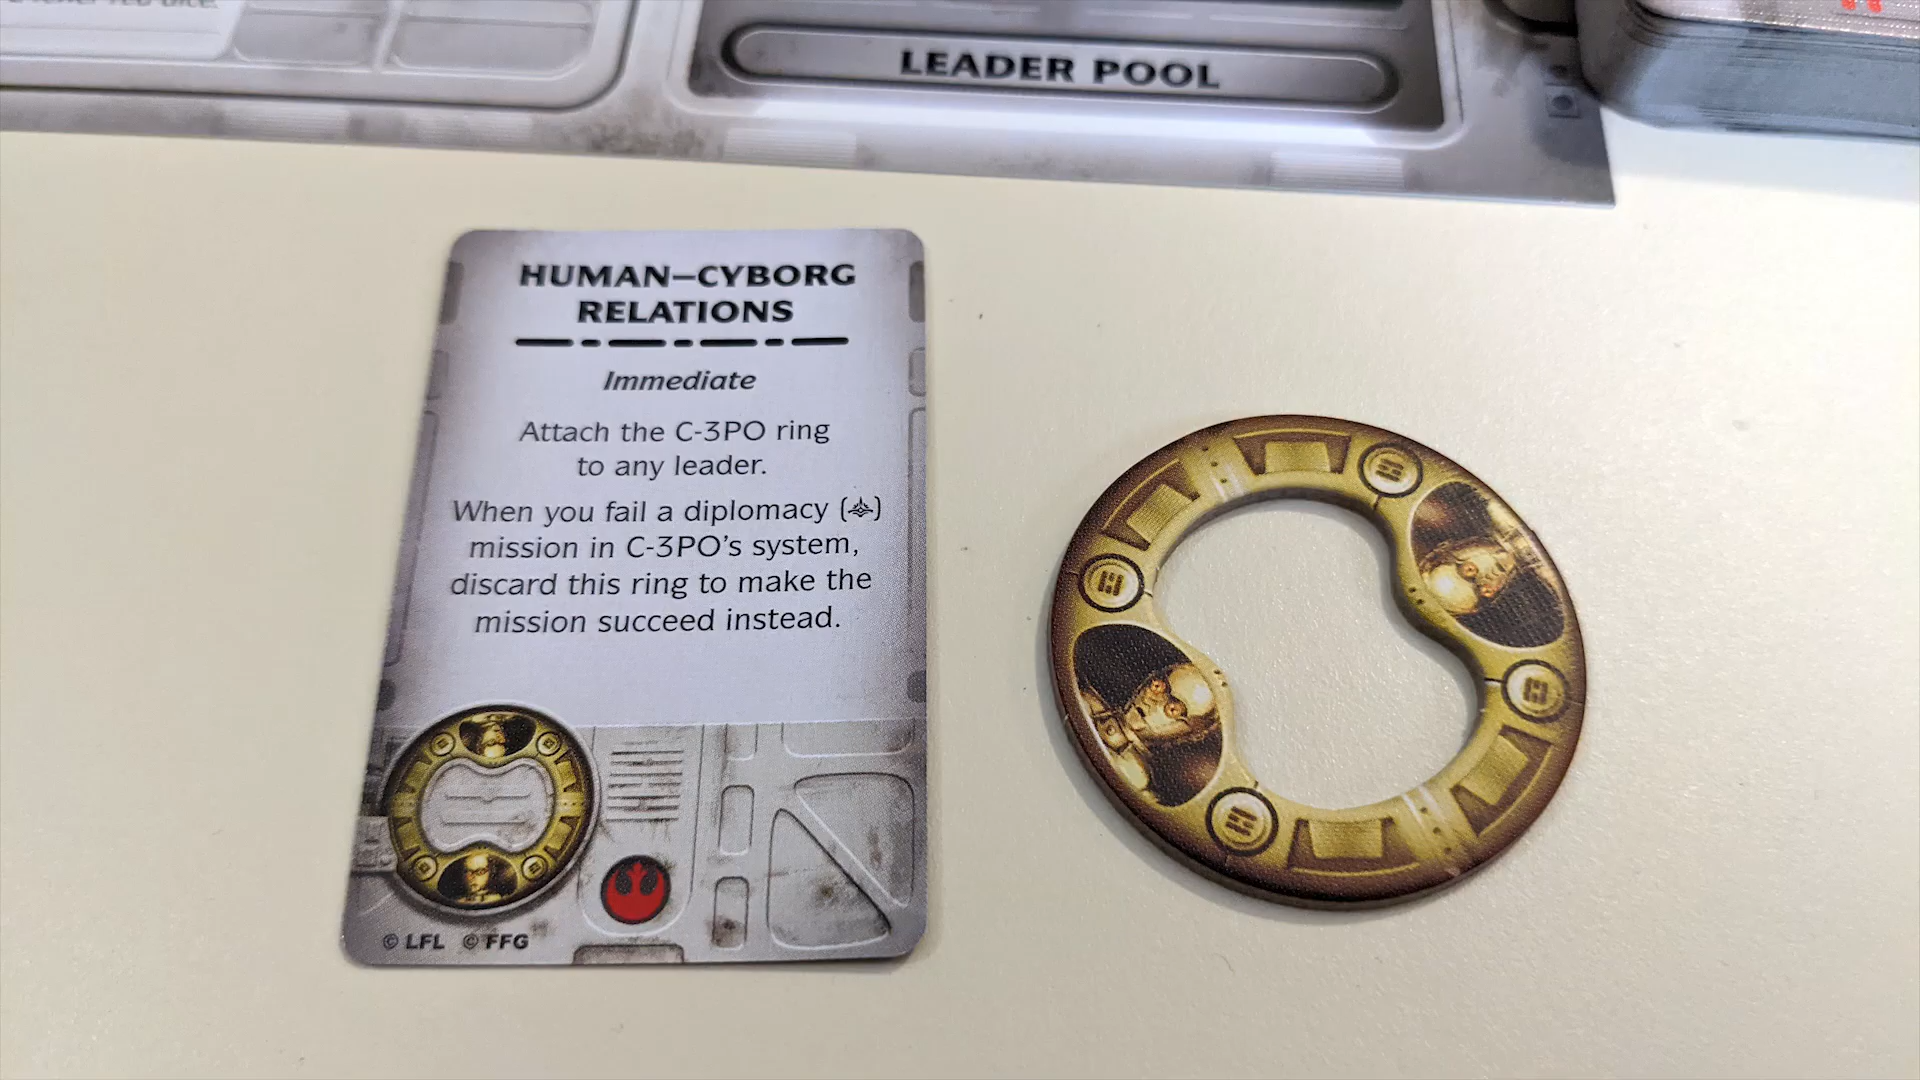 LEADER POOL
HUMAN–CYBORG
RELATIONS
Immediate
Attach the C-3PO ring
to any leader.
When you fail a diplomacy ( )
mission in C-3PO's system,
discard this ring to make the
mission succeed instead.
© LFL © FFG